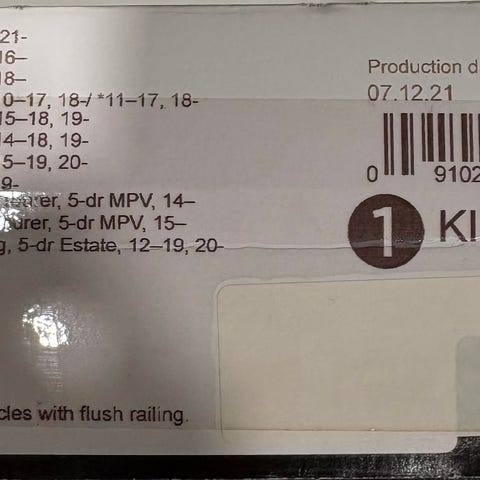 21-
16–
18–
0–17, 18-/ *11–17, 18-
15–18, 19-
14–18, 19-
5–19, 20-
9-
5-dr MPV, 14–
urer, 5-dr MPV, 15–
g, 5-dr Estate, 12–19, 20-
cles with flush railing.
Production d
07.12.21
0 9102
1 KI